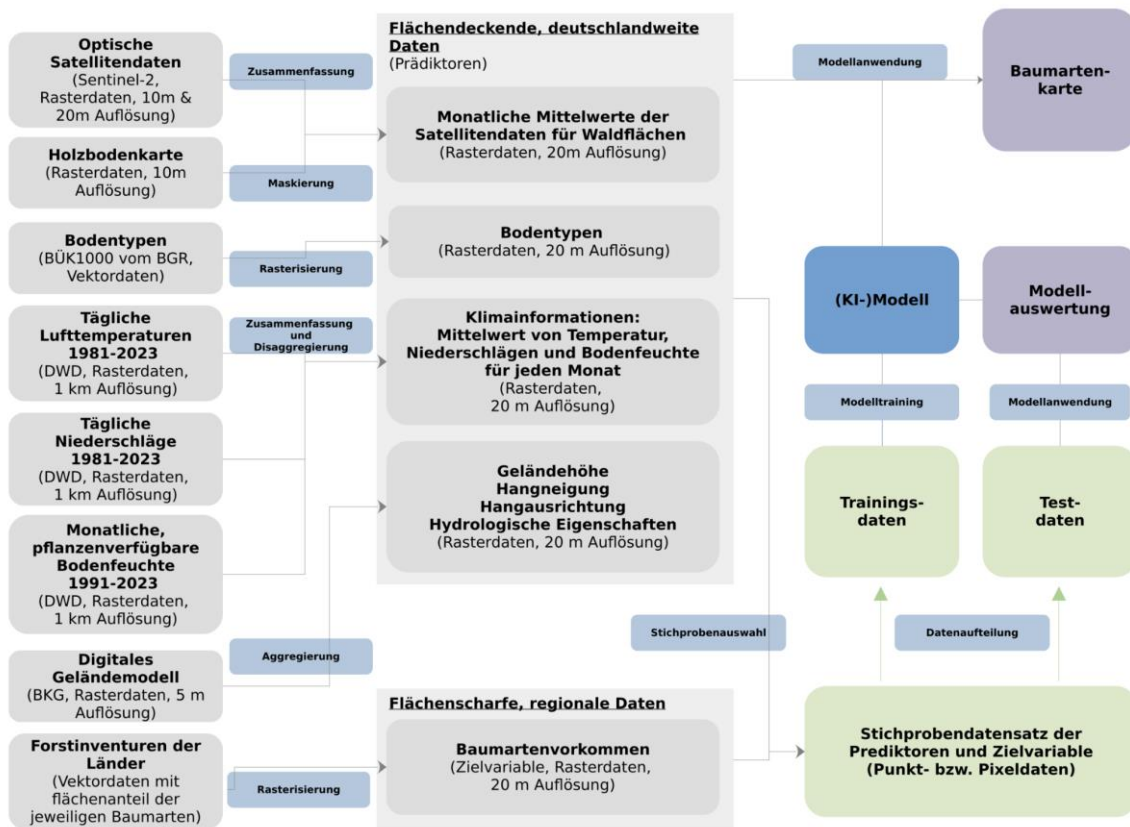 Optische
Satellitendaten
(Sentinel-2,
Rasterdaten, 10m &
20m Auflösung)
Holzbodenkarte
(Rasterdaten, 10m
Auflösung)
Bodentypen
(BÜK1000 vom BGR,
Vektordaten)
Tägliche
Lufttemperaturen
1981-2023
(DWD, Rasterdaten,
1 km Auflösung)
Tägliche
Niederschläge
1981-2023
(DWD, Rasterdaten,
1 km Auflösung)
Monatliche,
pflanzenverfügbare
Bodenfeuchte
1991-2023
(DWD, Rasterdaten,
1 km Auflösung)
Digitales
Geländemodell
(BKG, Rasterdaten, 5 m
Auflösung)
Forstinventuren der
Länder
(Vektordaten mit
flächenanteil der
jeweiligen Baumarten)
Zusammenfassung
Maskierung
Rasterisierung
Zusammenfassung
und
Disaggregierung
Aggregierung
Rasterisierung
Flächendeckende, deutschlandweite
Daten
(Prädiktoren)
Monatliche Mittelwerte der
Satellitendaten für Waldflächen
(Rasterdaten, 20m Auflösung)
Bodentypen
(Rasterdaten, 20 m Auflösung)
Klimainformationen:
Mittelwert von Temperatur,
Niederschlägen und Bodenfeuchte
für jeden Monat
(Rasterdaten,
20 m Auflösung)
Geländehöhe
Hangneigung
Hangausrichtung
Hydrologische Eigenschaften
(Rasterdaten, 20 m Auflösung)
Flächenscharfe, regionale Daten
Baumartenvorkommen
(Zielvariable, Rasterdaten,
20 m Auflösung)
Stichprobenauswahl
Modellanwendung
Baumarten-
karte
(KI-)Modell
Modell-
auswertung
Modelltraining
Modellanwendung
Trainings-
daten
Test-
daten
Datenaufteilung
Stichprobendatensatz der
Prediktoren und Zielvariable
(Punkt- bzw. Pixeldaten)